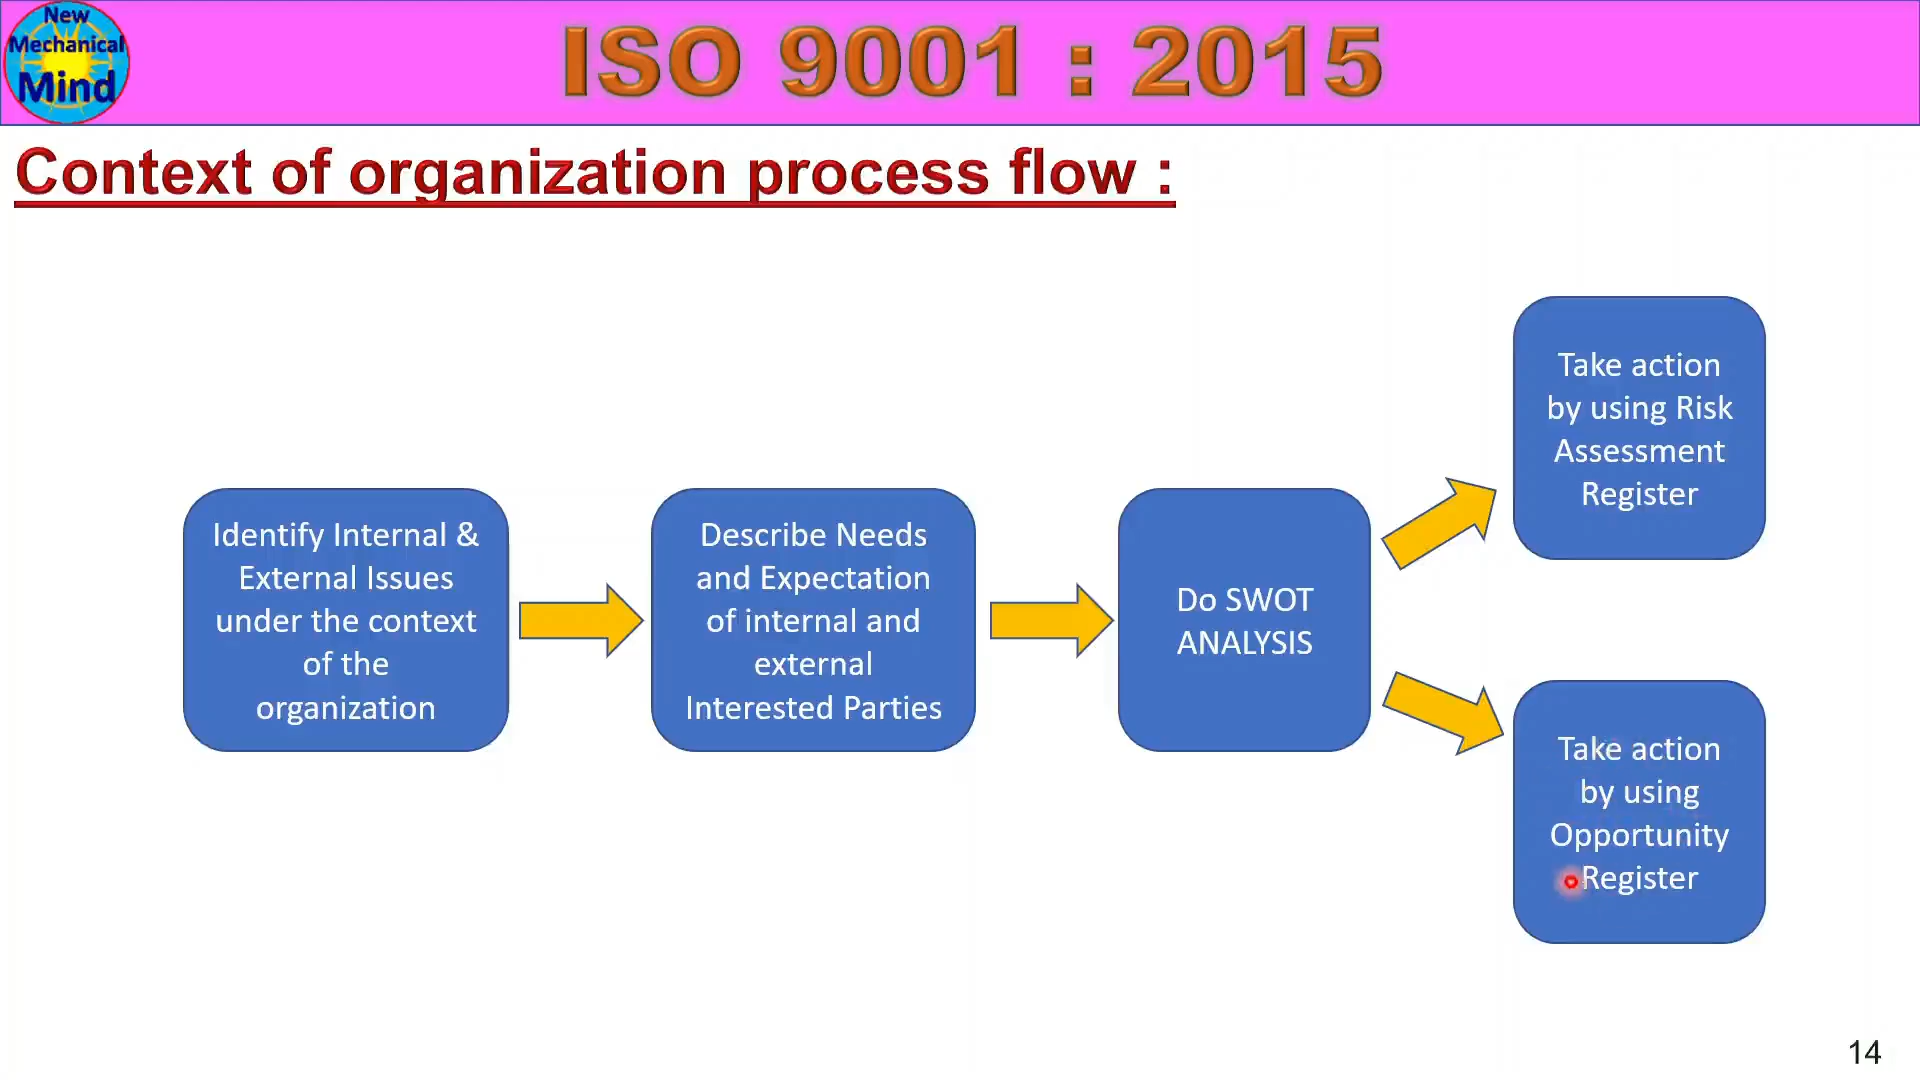 New
Mechanical
Mind
ISO 9001 : 2015
Context of organization process flow :
Identify Internal &
External Issues
under the context
of the
organization
Describe Needs
and Expectation
of internal and
external
Interested Parties
Do SWOT
ANALYSIS
Take action
by using Risk
Assessment
Register
Take action
by using
Opportunity
Register
14